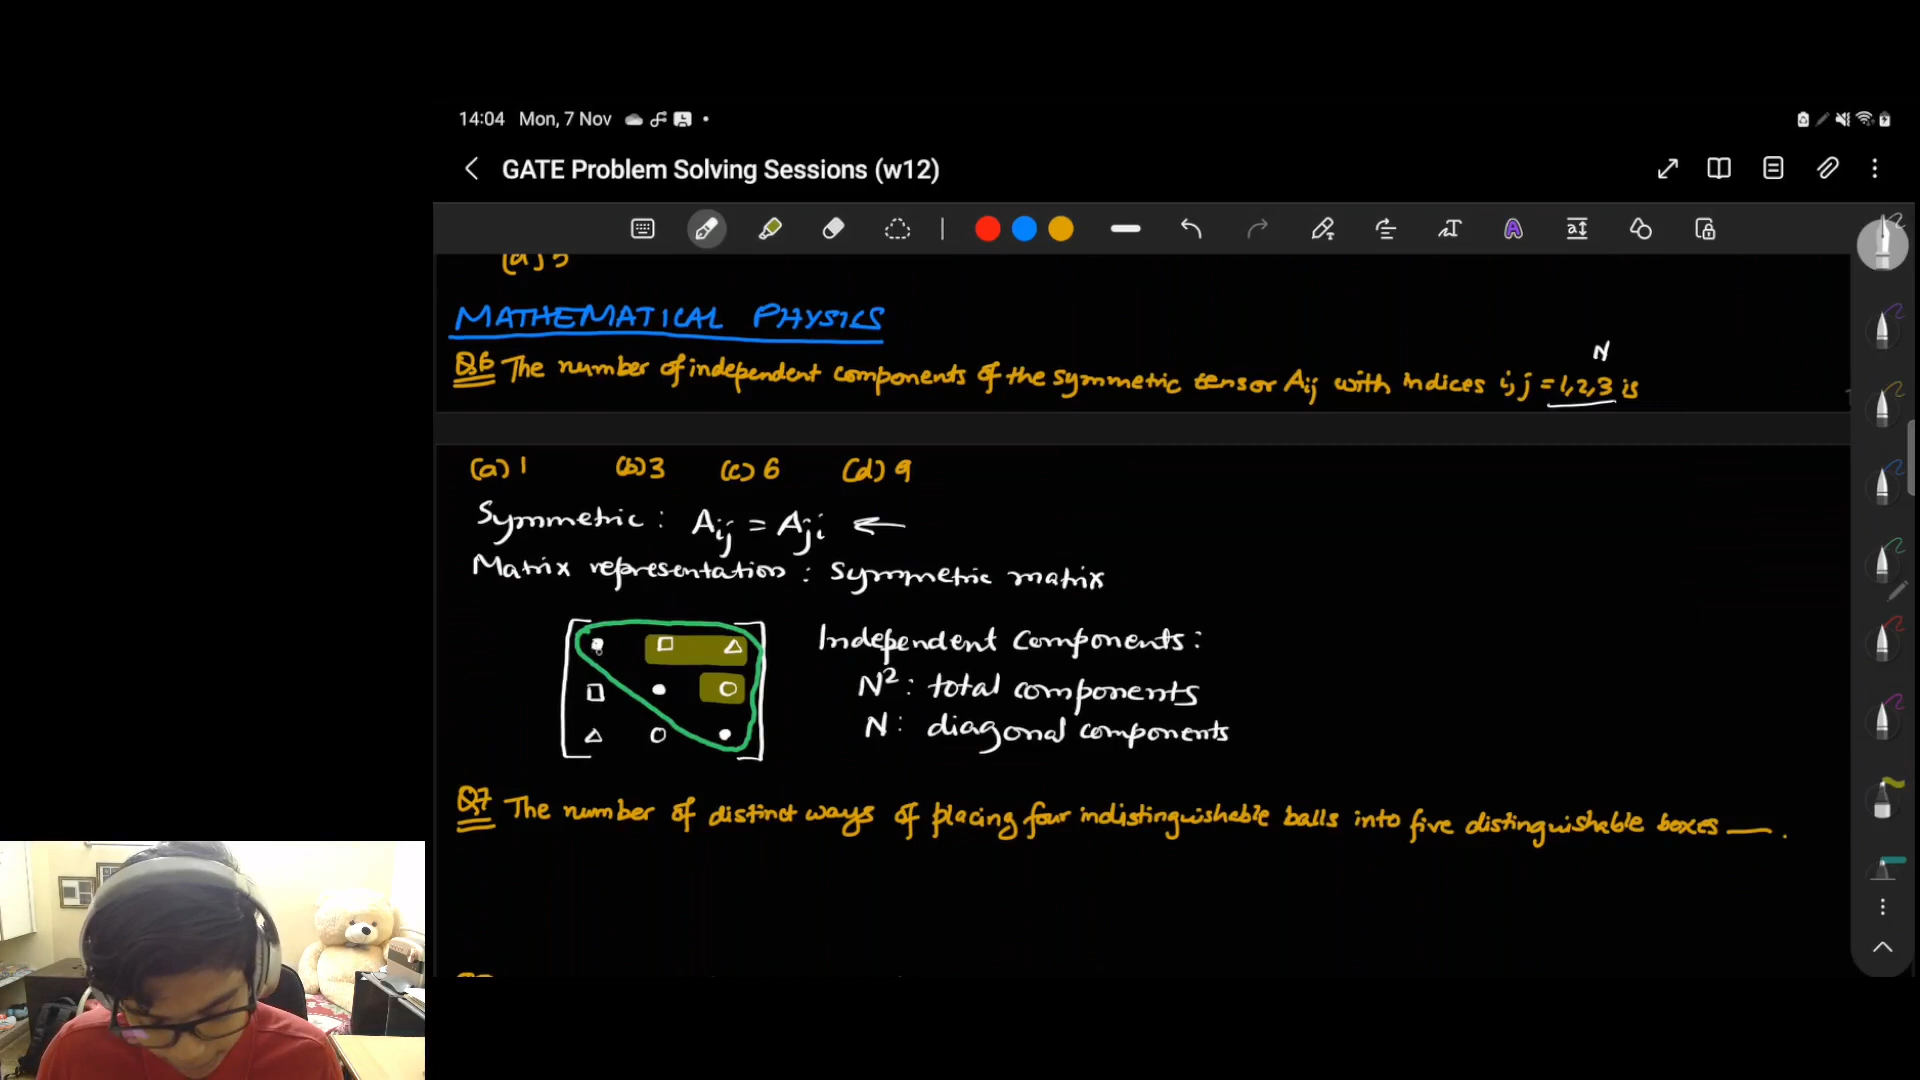 14:04 Mon, 7 Nov
GATE Problem Solving Sessions (w12)
MATHEMATICAL PHYSICS
N
Q6 The number of independent components of the symmetric tensor Aij with indices i, j = 1,2,3 is
(a) 1 (b) 3 (c) 6 (d) 9
Symmetric : Aij = Aji ←
Matrix representation : Symmetric matrix
Independent Components :
N² : total components
N : diagonal components
Q7 The number of distinct ways of placing four indistinguishable balls into five distinguishable boxes __ .